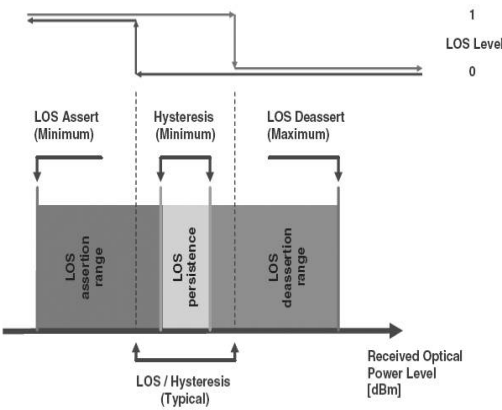 1
LOS Level
0
LOS Assert
(Minimum)
Hysteresis
(Minimum)
LOS Deassert
(Maximum)
LOS
assertion
range
LOS
persistence
LOS
deassertion
range
Received Optical
Power Level
[dBm]
LOS / Hysteresis
(Typical)